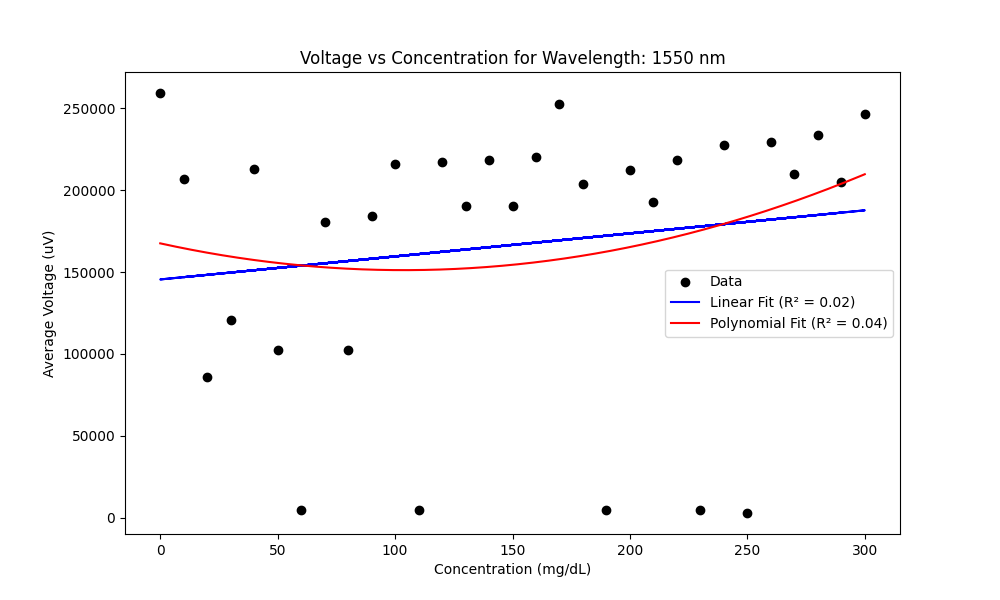 Voltage vs Concentration for Wavelength: 1550 nm
Average Voltage (uV)
250000
200000
150000
100000
50000
0
Data
Linear Fit (R² = 0.02)
Polynomial Fit (R² = 0.04)
0 50 100 150 200 250 300
Concentration (mg/dL)